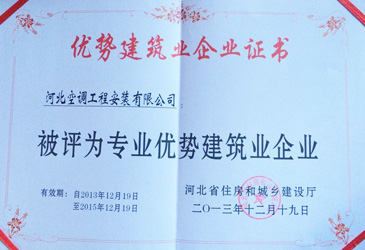 优势建筑业企业证书
河北空调工程安装有限公司：
被评为专业优势建筑业企业
有效期：自2013年12月19日
至2015年12月19日
河北省住房和城乡建设厅
二〇一三年十二月十九日